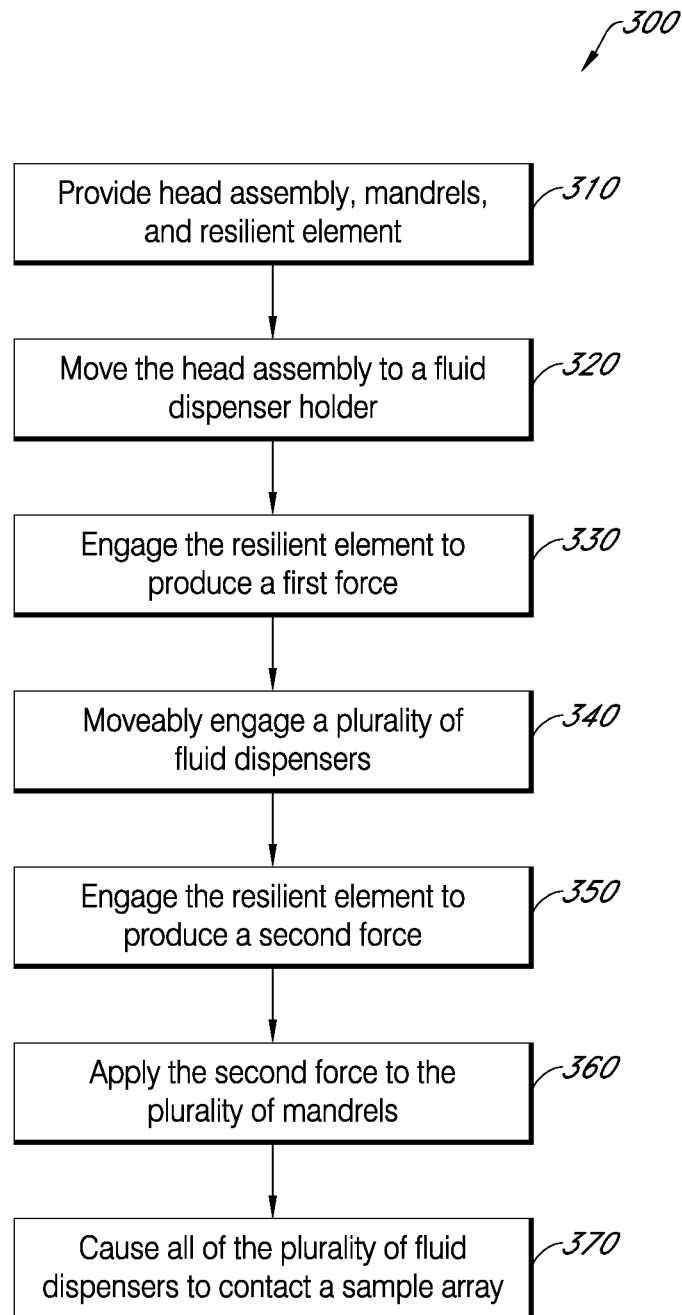 300
Provide head assembly, mandrels,
and resilient element
310
Move the head assembly to a fluid
dispenser holder
320
Engage the resilient element to
produce a first force
330
Moveably engage a plurality of
fluid dispensers
340
Engage the resilient element to
produce a second force
350
Apply the second force to the
plurality of mandrels
360
Cause all of the plurality of fluid
dispensers to contact a sample array
370